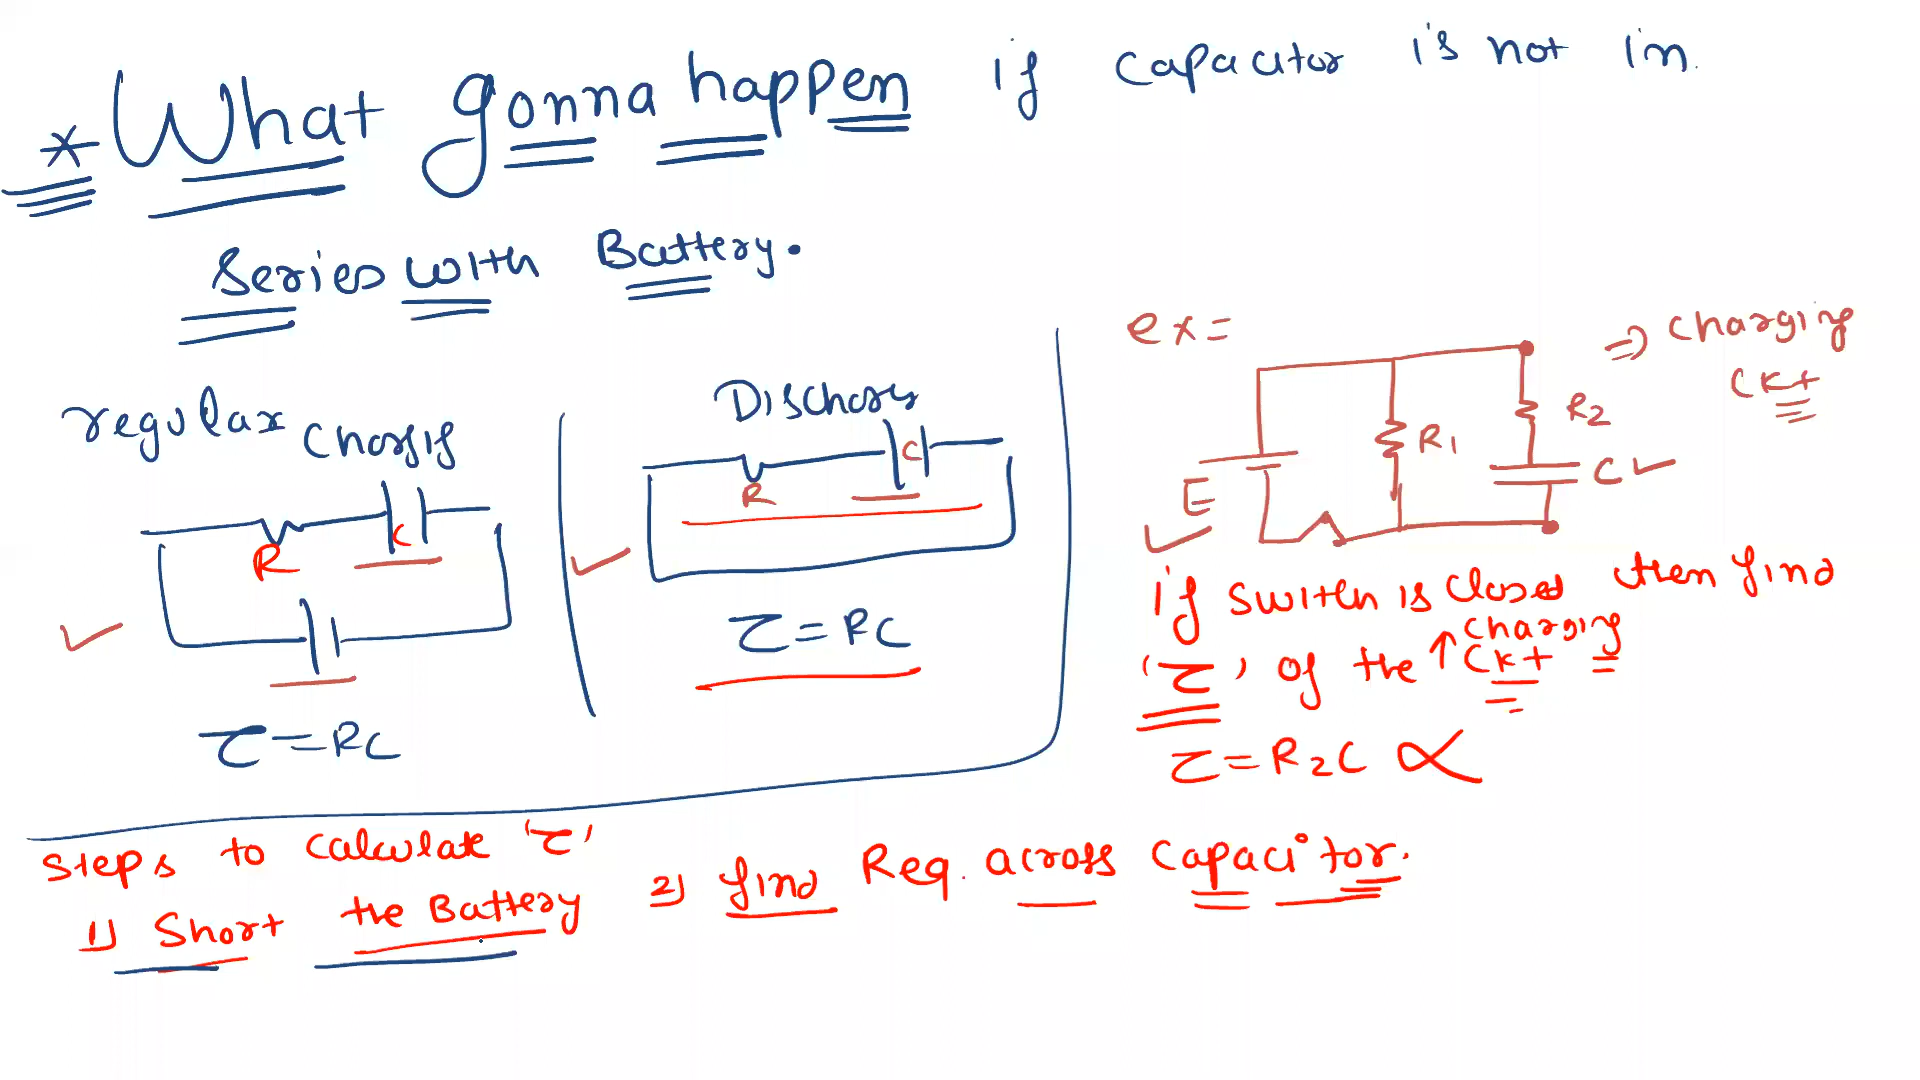 * What gonna happen if capacitor is not in
series with Battery.
regular Charging
R
C
τ=RC
Discharg
R
C
τ=RC
ex=
⇒ charging
ckt
R1
R2
C
E
if switch is closed then find
'τ' of the ↑ charging ckt
τ=R2C
steps to calculate 'τ'
1) Short the Battery
2) find Req. across capacitor.